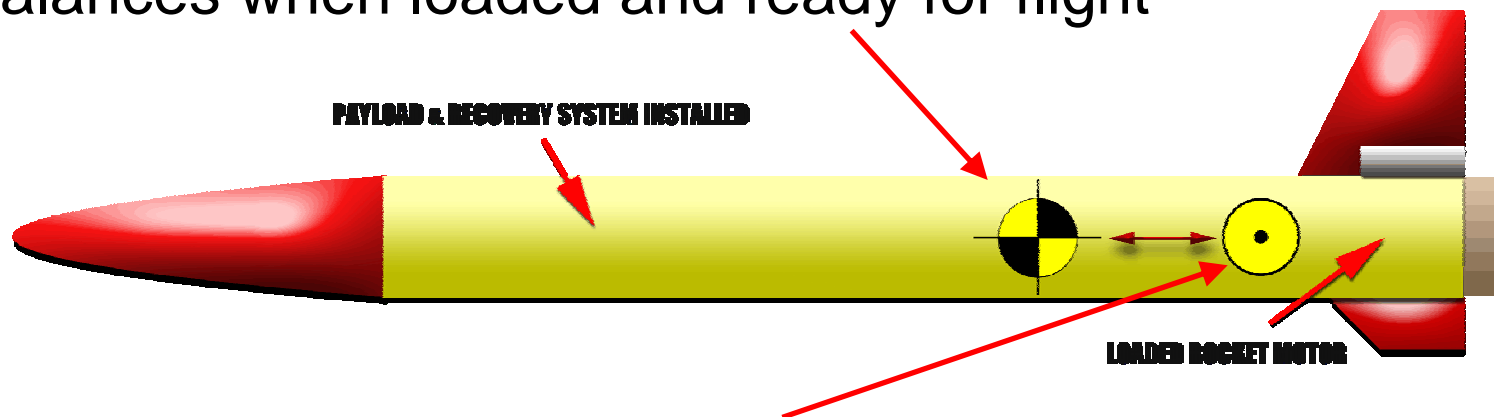 alances when loaded and ready for flight
PAYLOAD & RECOVERY SYSTEM INSTALLED
LOADED ROCKET MOTOR